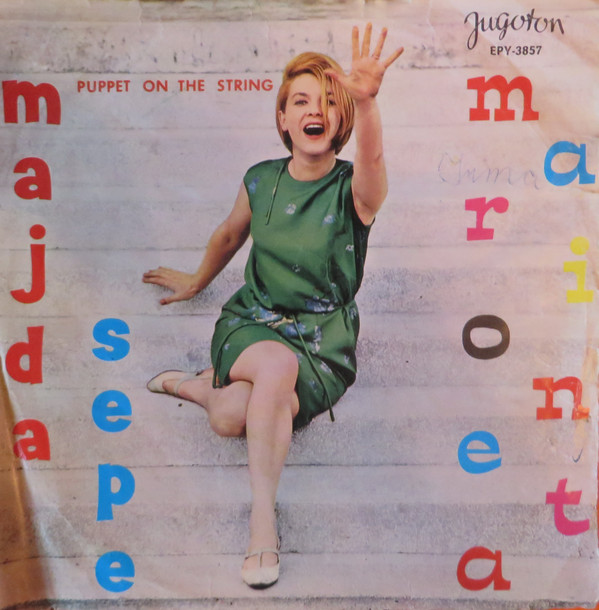 Jugoton
EPY-3857
PUPPET ON THE STRING
majda
sepe
marioneta